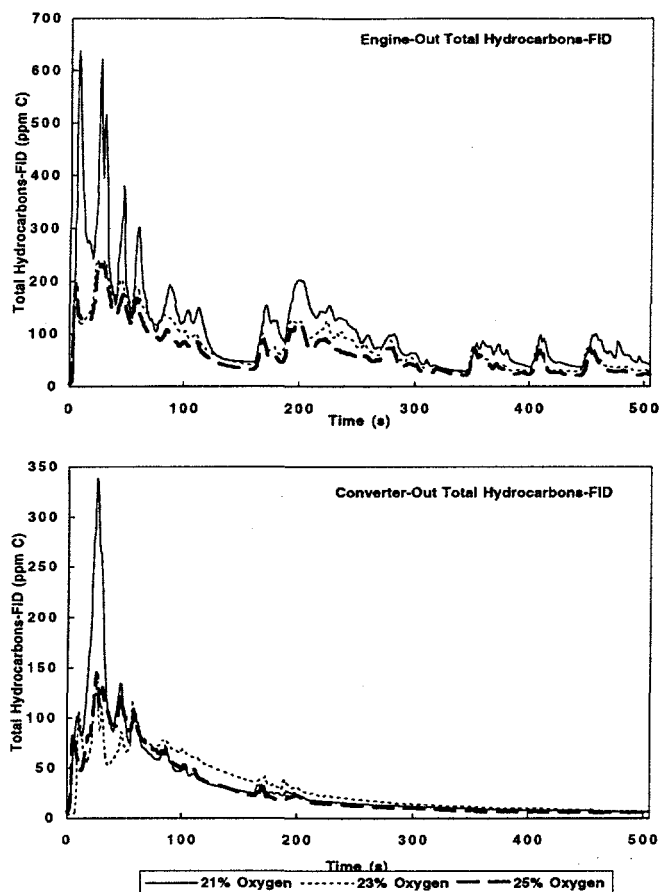 700
Engine-Out Total Hydrocarbons-FID
600
500
400
300
200
100
0
Total Hydrocarbons-FID (ppm C)
0 100 200 300 400 500
Time (s)
350
Converter-Out Total Hydrocarbons-FID
300
250
200
150
100
50
0
Total Hydrocarbons-FID (ppm C)
0 100 200 300 400 500
Time (s)
21% Oxygen 23% Oxygen 25% Oxygen